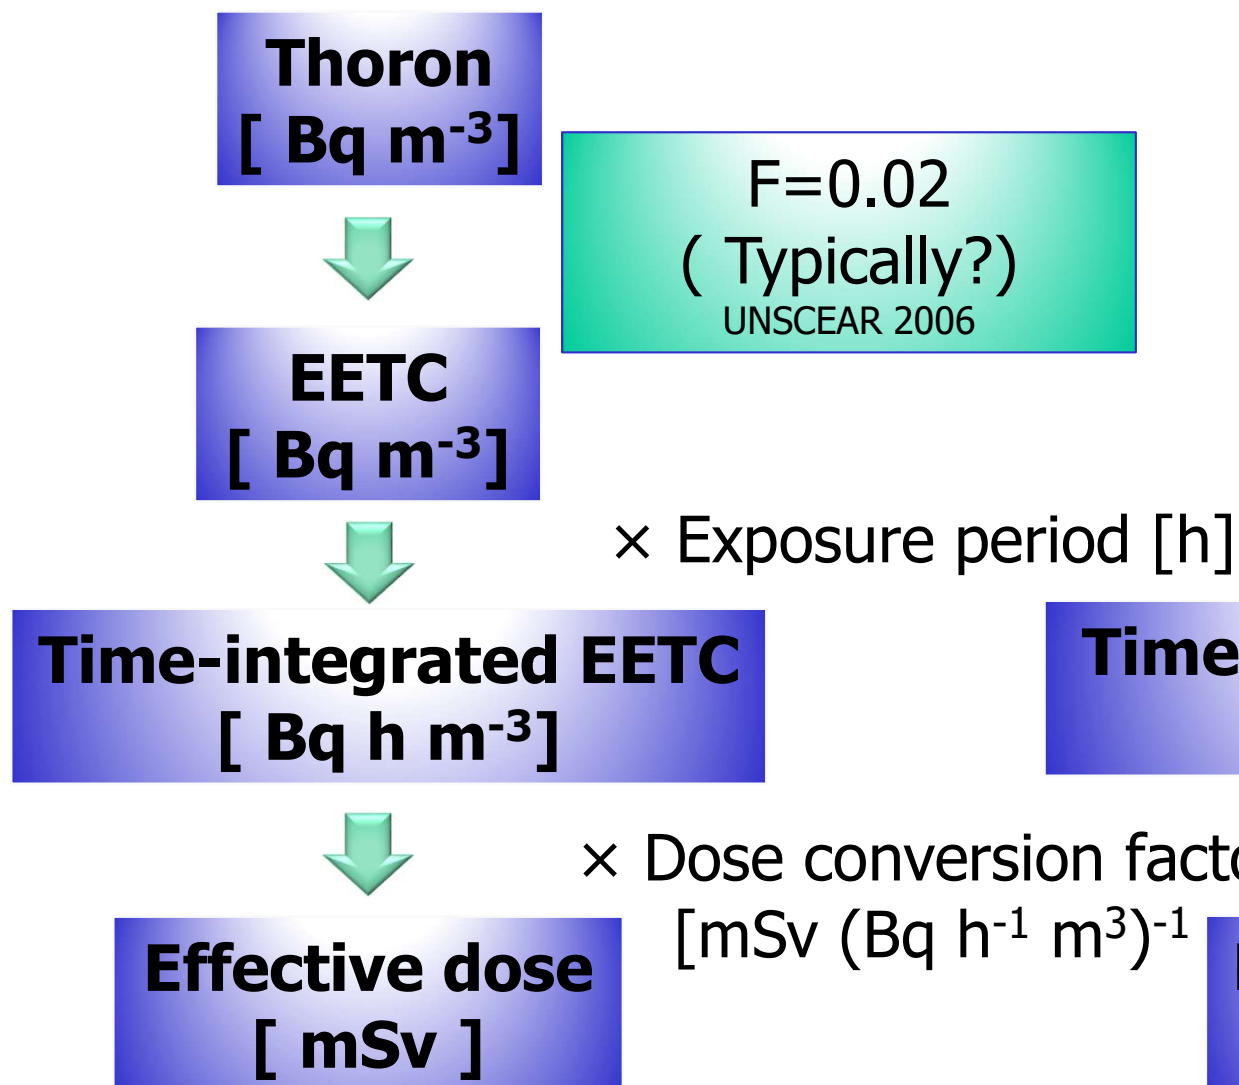 Thoron
[ Bq m⁻³]
F=0.02
( Typically?)
UNSCEAR 2006
EETC
[ Bq m⁻³]
× Exposure period [h]
Time-integrated EETC
[ Bq h m⁻³]
Time
× Dose conversion facto
[mSv (Bq h⁻¹ m³)⁻¹
Effective dose
[ mSv ]